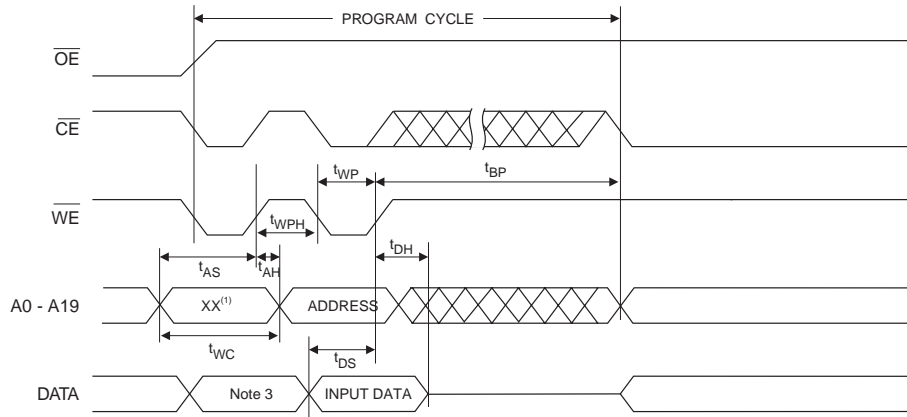 PROGRAM CYCLE
OE
CE
tWP
tBP
WE
tWPH
tDH
tAS
tAH
A0 - A19
XX(1)
ADDRESS
tWC
tDS
DATA
Note 3
INPUT DATA